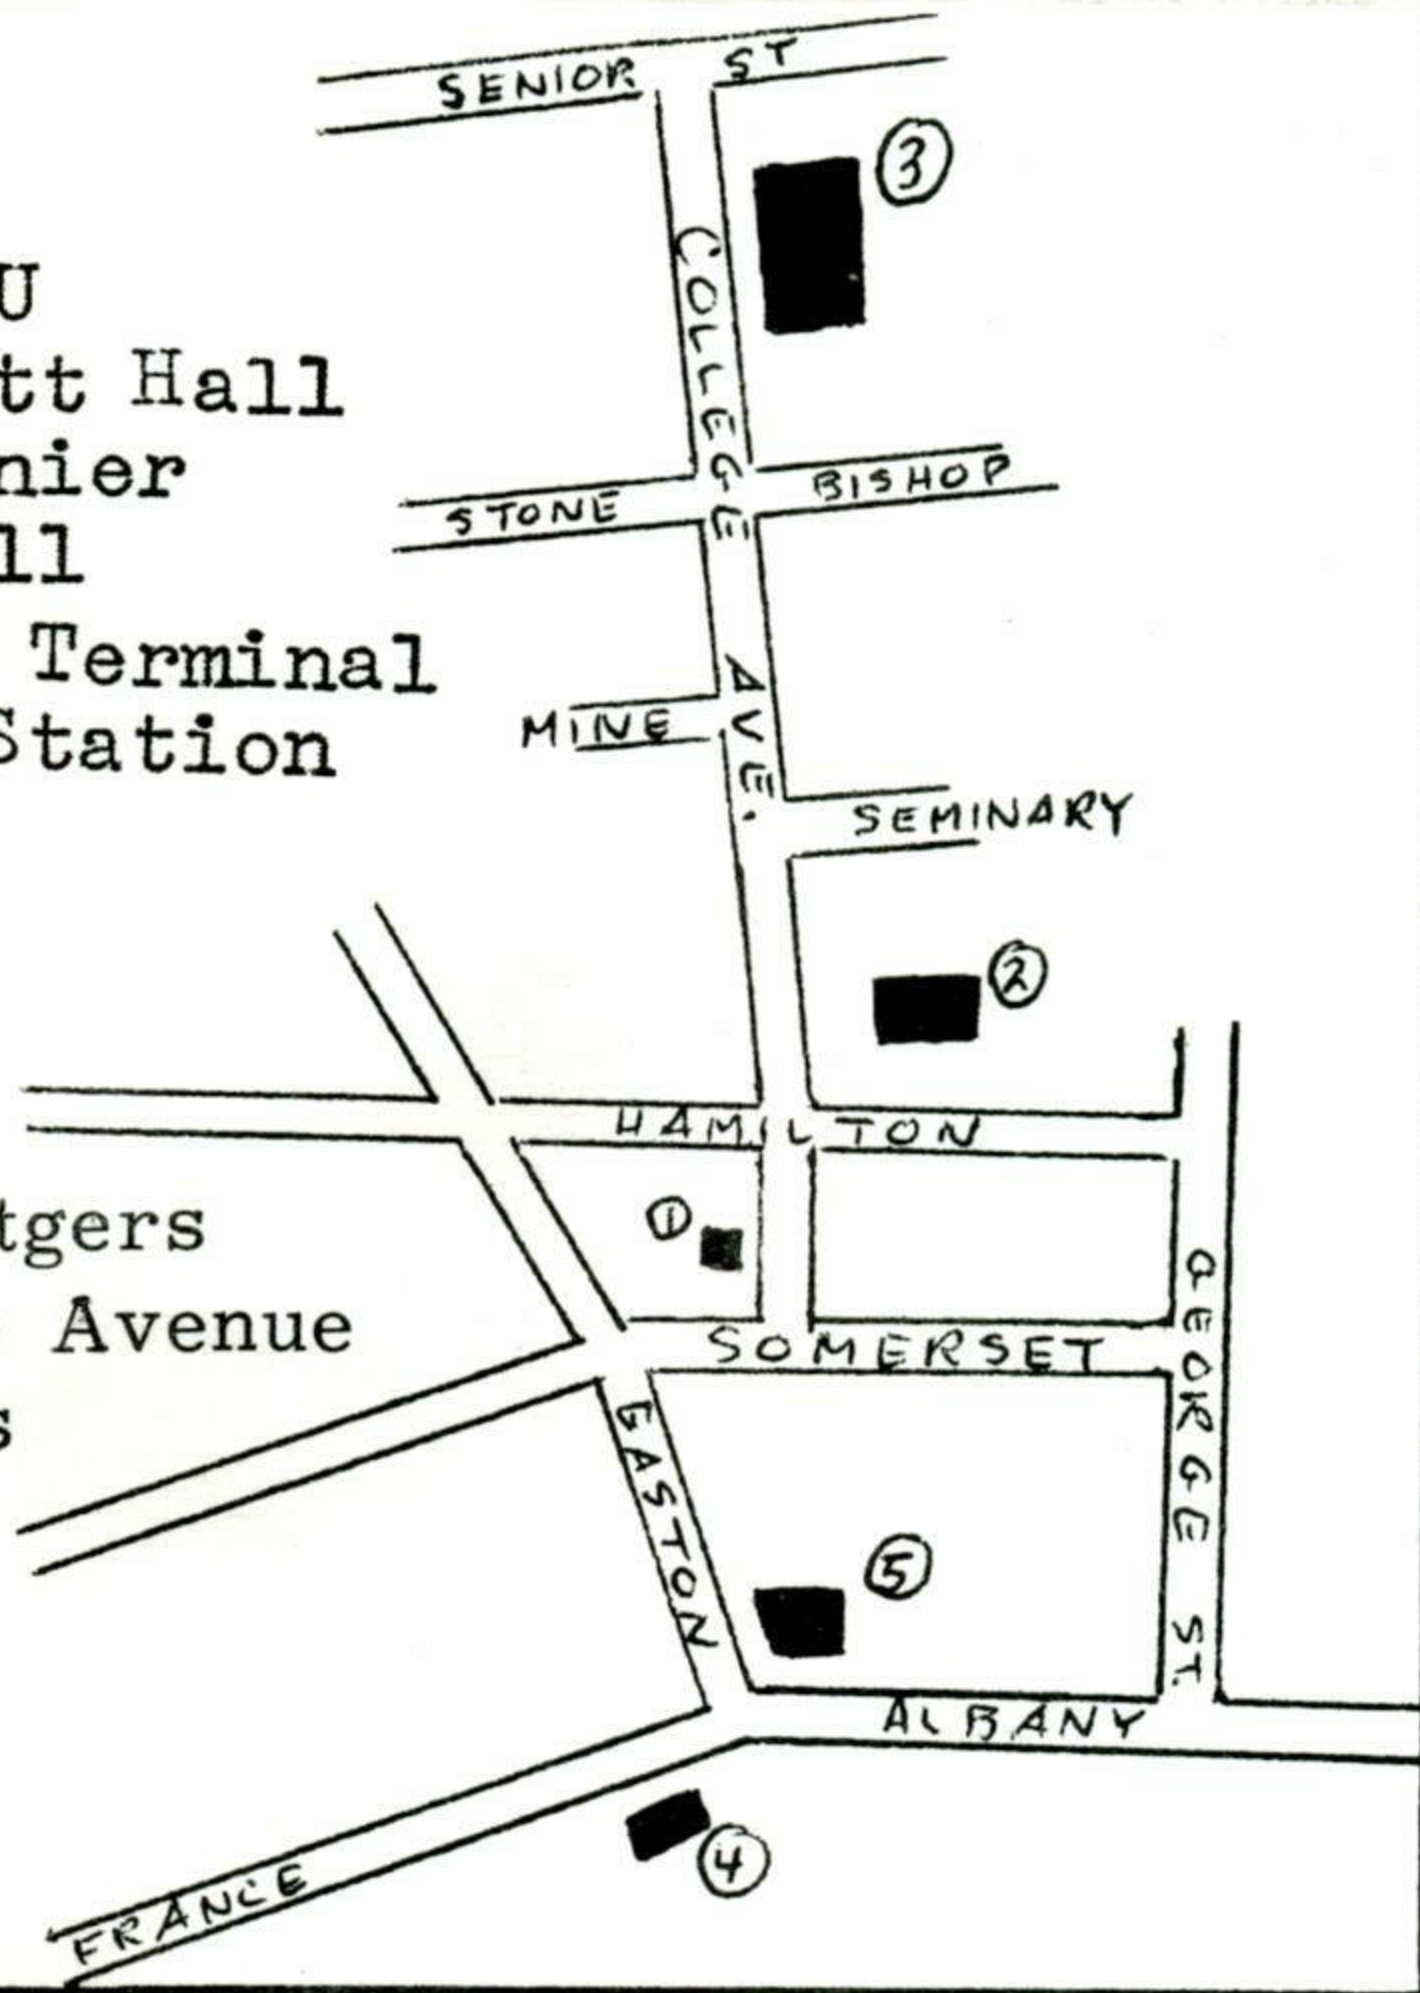 SENIOR ST
③
U
COLLEGE AVE.
tt Hall
nier
STONE
BISHOP
ll
Terminal
MINE
Station
SEMINARY
②
HAMILTON
①
tgers
Avenue
SOMERSET
GEORGE ST.
s
EASTON
⑤
ALBANY
④
FRANCE